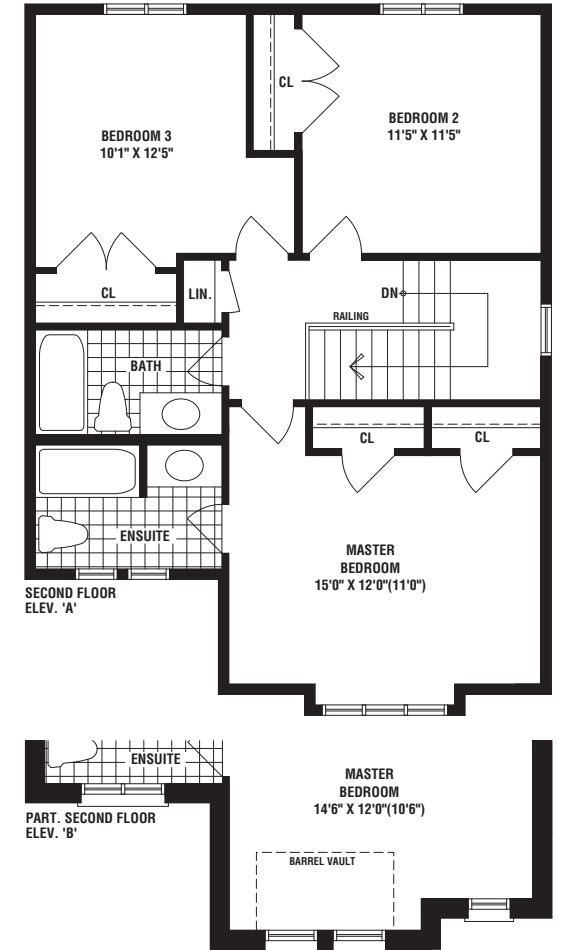 BEDROOM 3
10'1" X 12'5"
CL
BEDROOM 2
11'5" X 11'5"
CL
LIN.
DN
RAILING
BATH
CL
CL
ENSUITE
MASTER
BEDROOM
15'0" X 12'0"(11'0")
SECOND FLOOR
ELEV. 'A'
ENSUITE
MASTER
BEDROOM
14'6" X 12'0"(10'6")
PART. SECOND FLOOR
ELEV. 'B'
BARREL VAULT